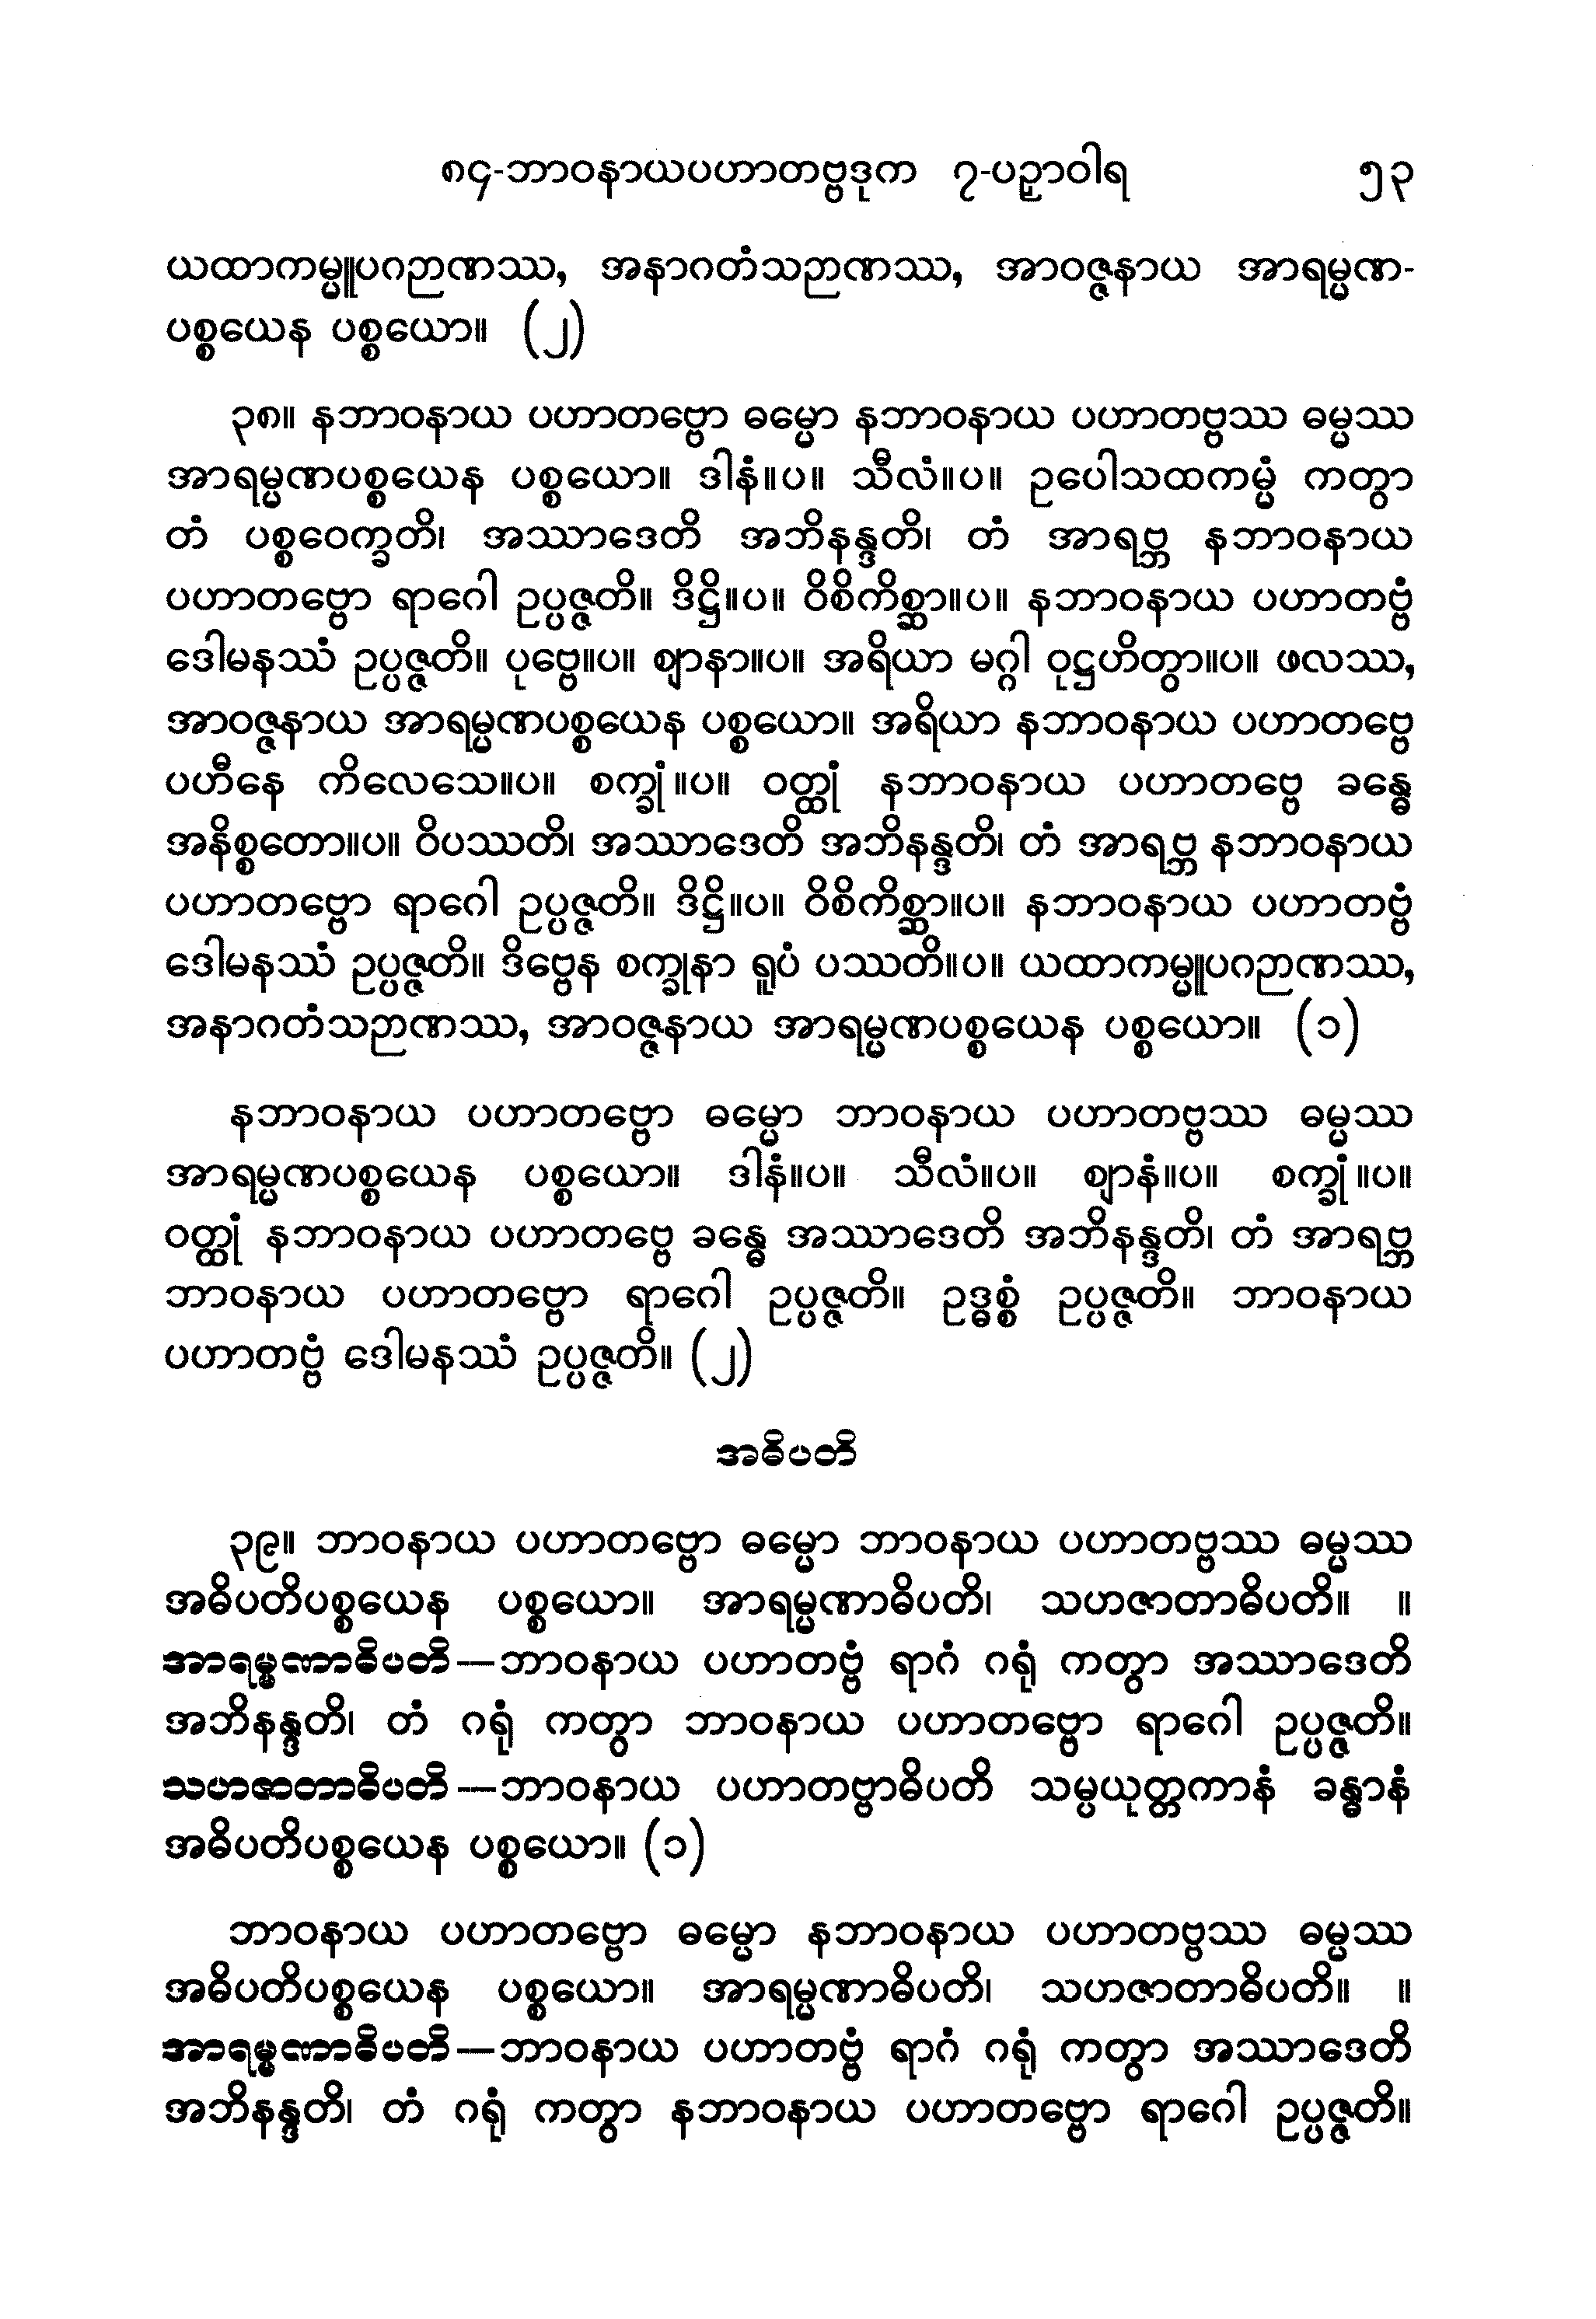 ၈၄-ဘာဝနာယပဟာတဗ္ဗဒုက ၇-ပဉှာဝါရ ၅၃
ယထာကမ္မူပဂဉာဏဿ, အနာဂတံသဉာဏဿ, အာဝဇ္ဇနာယ အာရမ္မဏ-
ပစ္စယေန ပစ္စယော။ (၂)
၃၈။ နဘာဝနာယ ပဟာတဗ္ဗော ဓမ္မော နဘာဝနာယ ပဟာတဗ္ဗဿ ဓမ္မဿ
အာရမ္မဏပစ္စယေန ပစ္စယော။ ဒါနံ။ပ။ သီလံ။ပ။ ဥပေါသထကမ္မံ ကတွာ
တံ ပစ္စဝေက္ခတိ၊ အဿာဒေတိ အဘိနန္ဒတိ၊ တံ အာရဗ္ဘ နဘာဝနာယ
ပဟာတဗ္ဗော ရာဂေါ ဥပ္ပဇ္ဇတိ။ ဒိဋ္ဌိ။ပ။ ဝိစိကိစ္ဆာ။ပ။ နဘာဝနာယ ပဟာတဗ္ဗံ
ဒေါမနဿံ ဥပ္ပဇ္ဇတိ။ ပုဗ္ဗေ။ပ။ ဈာနာ။ပ။ အရိယာ မဂ္ဂါ ဝုဋ္ဌဟိတွာ။ပ။ ဖလဿ,
အာဝဇ္ဇနာယ အာရမ္မဏပစ္စယေန ပစ္စယော။ အရိယာ နဘာဝနာယ ပဟာတဗ္ဗေ
ပဟီနေ ကိလေသေ။ပ။ စက္ခုံ။ပ။ ဝတ္ထုံ နဘာဝနာယ ပဟာတဗ္ဗေ ခန္ဓေ
အနိစ္စတော။ပ။ ဝိပဿတိ၊ အဿာဒေတိ အဘိနန္ဒတိ၊ တံ အာရဗ္ဘ နဘာဝနာယ
ပဟာတဗ္ဗော ရာဂေါ ဥပ္ပဇ္ဇတိ။ ဒိဋ္ဌိ။ပ။ ဝိစိကိစ္ဆာ။ပ။ နဘာဝနာယ ပဟာတဗ္ဗံ
ဒေါမနဿံ ဥပ္ပဇ္ဇတိ။ ဒိဗ္ဗေန စက္ခုနာ ရူပံ ပဿတိ။ပ။ ယထာကမ္မူပဂဉာဏဿ,
အနာဂတံသဉာဏဿ, အာဝဇ္ဇနာယ အာရမ္မဏပစ္စယေန ပစ္စယော။ (၁)
နဘာဝနာယ ပဟာတဗ္ဗော ဓမ္မော ဘာဝနာယ ပဟာတဗ္ဗဿ ဓမ္မဿ
အာရမ္မဏပစ္စယေန ပစ္စယော။ ဒါနံ။ပ။ သီလံ။ပ။ ဈာနံ။ပ။ စက္ခုံ။ပ။
ဝတ္ထုံ နဘာဝနာယ ပဟာတဗ္ဗေ ခန္ဓေ အဿာဒေတိ အဘိနန္ဒတိ၊ တံ အာရဗ္ဘ
ဘာဝနာယ ပဟာတဗ္ဗော ရာဂေါ ဥပ္ပဇ္ဇတိ။ ဥဒ္ဓစ္စံ ဥပ္ပဇ္ဇတိ။ ဘာဝနာယ
ပဟာတဗ္ဗံ ဒေါမနဿံ ဥပ္ပဇ္ဇတိ။ (၂)
အဓိပတိ
၃၉။ ဘာဝနာယ ပဟာတဗ္ဗော ဓမ္မော ဘာဝနာယ ပဟာတဗ္ဗဿ ဓမ္မဿ
အဓိပတိပစ္စယေန ပစ္စယော။ အာရမ္မဏာဓိပတိ၊ သဟဇာတာဓိပတိ။ ။
အာရမ္မဏာဓိပတိ—ဘာဝနာယ ပဟာတဗ္ဗံ ရာဂံ ဂရုံ ကတွာ အဿာဒေတိ
အဘိနန္ဒတိ၊ တံ ဂရုံ ကတွာ ဘာဝနာယ ပဟာတဗ္ဗော ရာဂေါ ဥပ္ပဇ္ဇတိ။
သဟဇာတာဓိပတိ—ဘာဝနာယ ပဟာတဗ္ဗာဓိပတိ သမ္ပယုတ္တကာနံ ခန္ဓာနံ
အဓိပတိပစ္စယေန ပစ္စယော။ (၁)
ဘာဝနာယ ပဟာတဗ္ဗော ဓမ္မော နဘာဝနာယ ပဟာတဗ္ဗဿ ဓမ္မဿ
အဓိပတိပစ္စယေန ပစ္စယော။ အာရမ္မဏာဓိပတိ၊ သဟဇာတာဓိပတိ။ ။
အာရမ္မဏာဓိပတိ—ဘာဝနာယ ပဟာတဗ္ဗံ ရာဂံ ဂရုံ ကတွာ အဿာဒေတိ
အဘိနန္ဒတိ၊ တံ ဂရုံ ကတွာ နဘာဝနာယ ပဟာတဗ္ဗော ရာဂေါ ဥပ္ပဇ္ဇတိ။